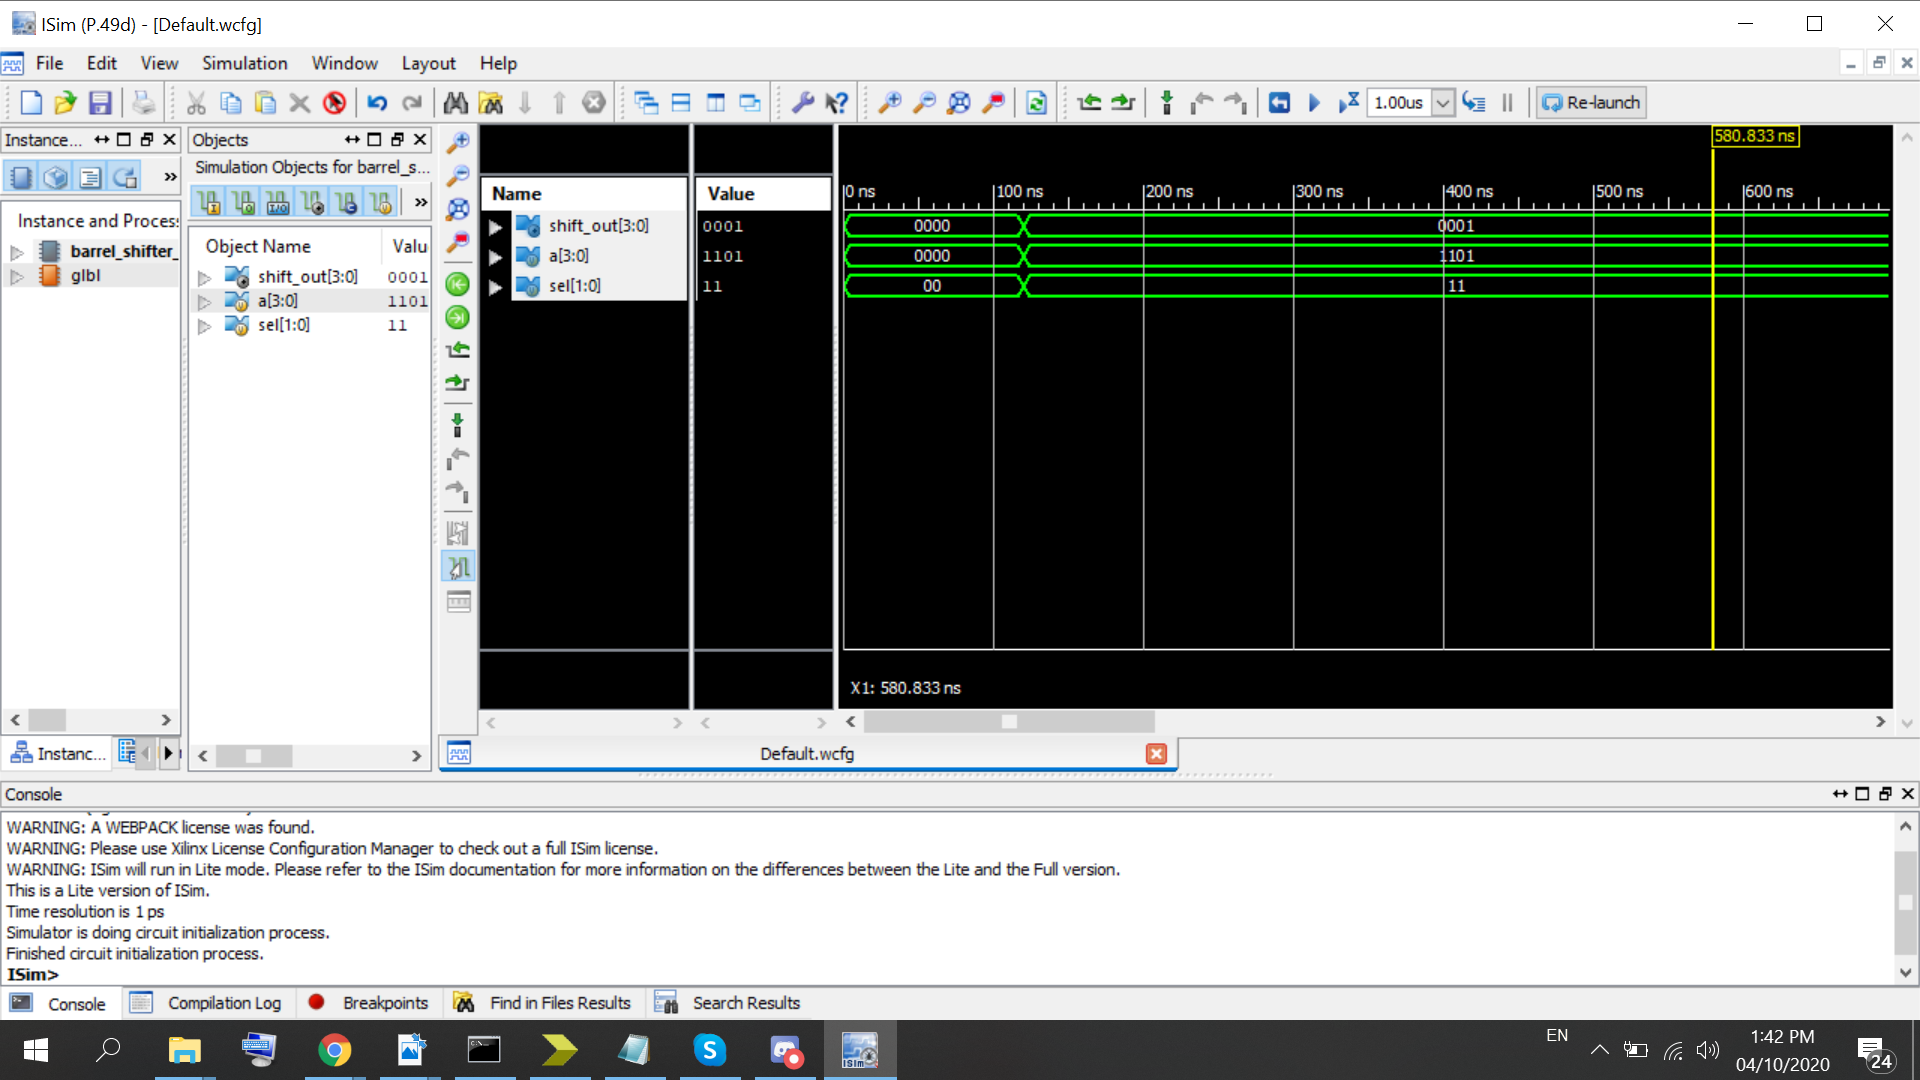 ISim (P.49d) - [Default.wcfg]
File Edit View Simulation Window Layout Help
1.00us Re-launch
Instance...
Instance and Proces
barrel_shifter_
glbl
Instanc...
Objects
Simulation Objects for barrel_s...
Object Name Valu
shift_out[3:0] 0001
a[3:0] 1101
sel[1:0] 11
Name Value
shift_out[3:0] 0001
a[3:0] 1101
sel[1:0] 11
580.833 ns
0 ns 100 ns 200 ns 300 ns 400 ns 500 ns 600 ns
0000 0001
0000 1101
00 11
X1: 580.833 ns
Default.wcfg
Console
WARNING: A WEBPACK license was found.
WARNING: Please use Xilinx License Configuration Manager to check out a full ISim license.
WARNING: ISim will run in Lite mode. Please refer to the ISim documentation for more information on the differences between the Lite and the Full version.
This is a Lite version of ISim.
Time resolution is 1 ps
Simulator is doing circuit initialization process.
Finished circuit initialization process.
ISim>
Console Compilation Log Breakpoints Find in Files Results Search Results
ISim
EN
1:42 PM
04/10/2020
24